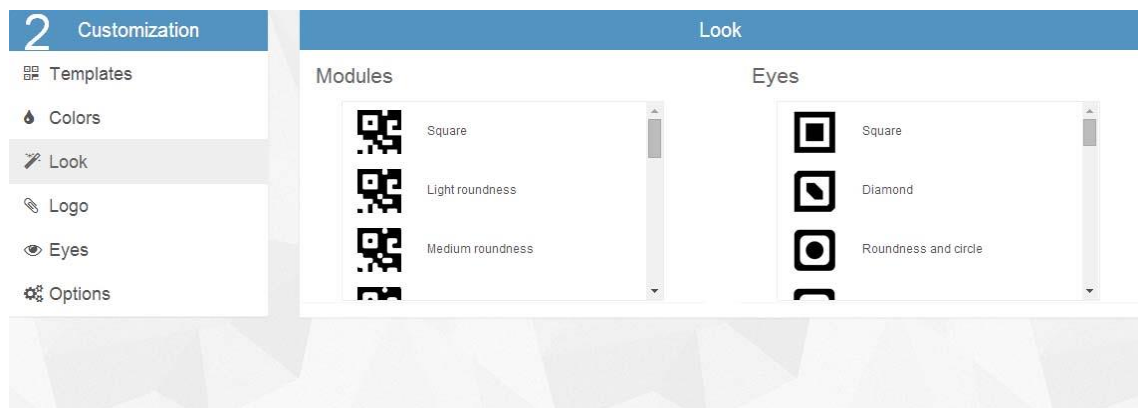 2 Customization
Templates
Colors
Look
Logo
Eyes
Options
Look
Modules
Square
Light roundness
Medium roundness
Eyes
Square
Diamond
Roundness and circle